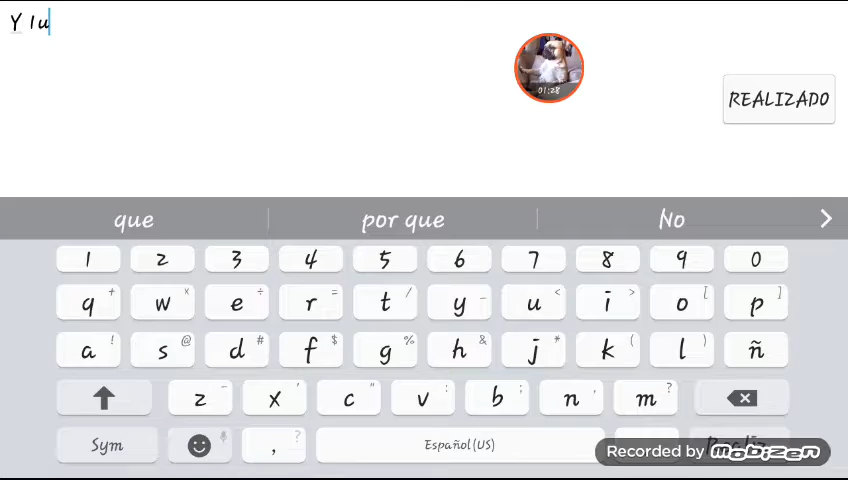 Y lu
01:28
REALIZADO
que por que No
1 2 3 4 5 6 7 8 9 0
q + w × e ÷ r = t / y _ u < i > o [ p ]
a ! s @ d # f $ g % h & j * k ( l ) ñ
z - x ' c " v : b ; n , m ?
Sym , ? Español(US)
Recorded by mobizen